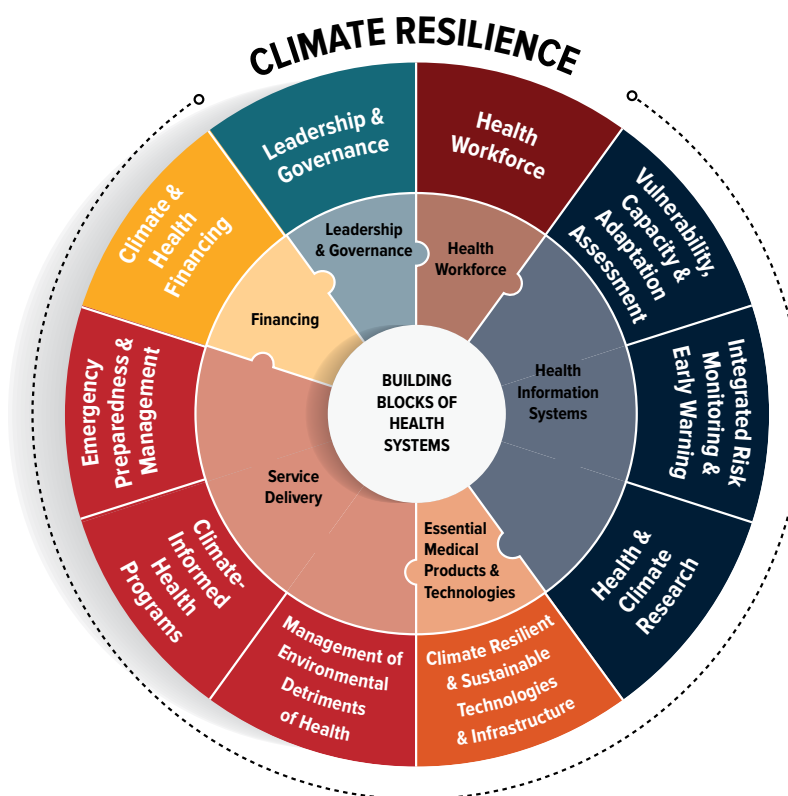 CLIMATE RESILIENCE
Leadership &
Governance
Health
Workforce
Vulnerability,
Capacity &
Adaptation
Assessment
Integrated Risk
Monitoring &
Early Warning
Health &
Climate
Research
Climate Resilient
& Sustainable
Technologies
& Infrastructure
Management of
Environmental
Detriments
of Health
Climate-
Informed
Health
Programs
Emergency
Preparedness &
Management
Climate &
Health
Financing
Leadership
& Governance
Health
Workforce
Health
Information
Systems
Essential
Medical
Products &
Technologies
Service
Delivery
Financing
BUILDING
BLOCKS OF
HEALTH
SYSTEMS